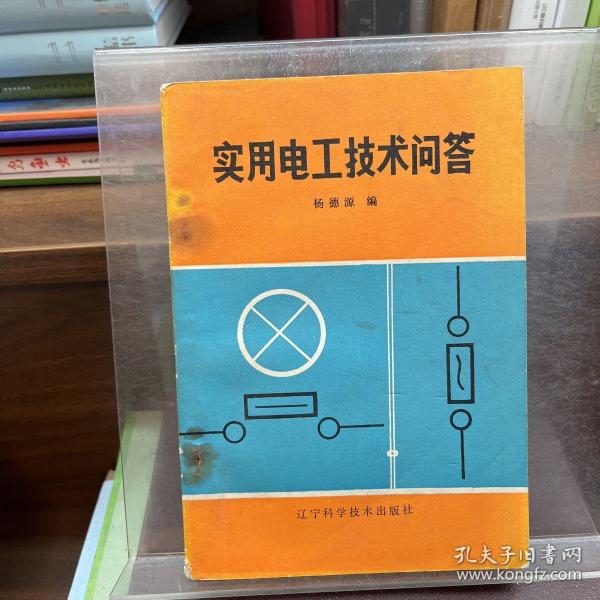 实用电工技术问答
杨德源 编
辽宁科学技术出版社
孔夫子旧书网
www.kongfz.com